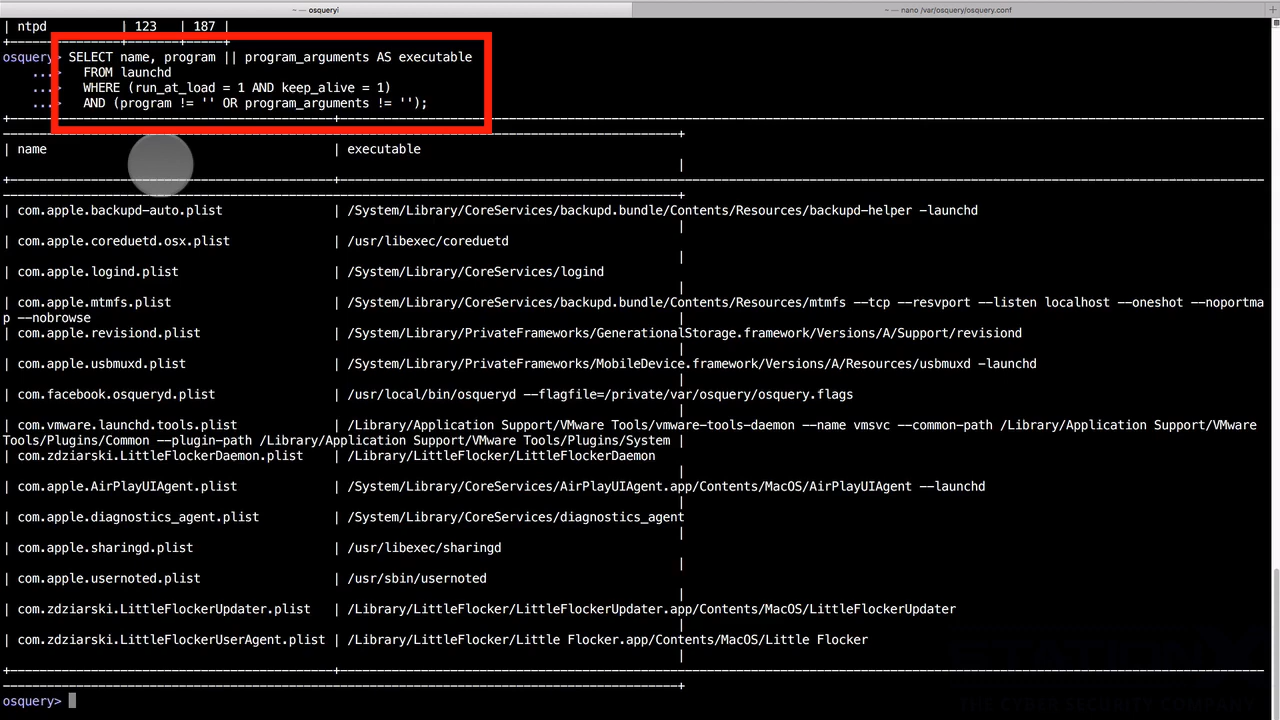 osqueryi
~ — nano /var/osquery/osquery.conf
| ntpd | 123 | 187 |
osquery> SELECT name, program || program_arguments AS executable
...> FROM launchd
...> WHERE (run_at_load = 1 AND keep_alive = 1)
...> AND (program != '' OR program_arguments != '');
| name | executable
|
| com.apple.backupd-auto.plist | /System/Library/CoreServices/backupd.bundle/Contents/Resources/backupd-helper -launchd
|
| com.apple.coreduetd.osx.plist | /usr/libexec/coreduetd
|
| com.apple.logind.plist | /System/Library/CoreServices/logind
|
| com.apple.mtmfs.plist | /System/Library/CoreServices/backupd.bundle/Contents/Resources/mtmfs --tcp --resvport --listen localhost --oneshot --noportma
p --nobrowse |
| com.apple.revisiond.plist | /System/Library/PrivateFrameworks/GenerationalStorage.framework/Versions/A/Support/revisiond
|
| com.apple.usbmuxd.plist | /System/Library/PrivateFrameworks/MobileDevice.framework/Versions/A/Resources/usbmuxd -launchd
|
| com.facebook.osqueryd.plist | /usr/local/bin/osqueryd --flagfile=/private/var/osquery/osquery.flags
|
| com.vmware.launchd.tools.plist | /Library/Application Support/VMware Tools/vmware-tools-daemon --name vmsvc --common-path /Library/Application Support/VMware
Tools/Plugins/Common --plugin-path /Library/Application Support/VMware Tools/Plugins/System |
| com.zdziarski.LittleFlockerDaemon.plist | /Library/LittleFlocker/LittleFlockerDaemon
|
| com.apple.AirPlayUIAgent.plist | /System/Library/CoreServices/AirPlayUIAgent.app/Contents/MacOS/AirPlayUIAgent --launchd
|
| com.apple.diagnostics_agent.plist | /System/Library/CoreServices/diagnostics_agent
|
| com.apple.sharingd.plist | /usr/libexec/sharingd
|
| com.apple.usernoted.plist | /usr/sbin/usernoted
|
| com.zdziarski.LittleFlockerUpdater.plist | /Library/LittleFlocker/LittleFlockerUpdater.app/Contents/MacOS/LittleFlockerUpdater
|
| com.zdziarski.LittleFlockerUserAgent.plist | /Library/LittleFlocker/Little Flocker.app/Contents/MacOS/Little Flocker
|
osquery>
THE CYBER SECURITY COMPANY